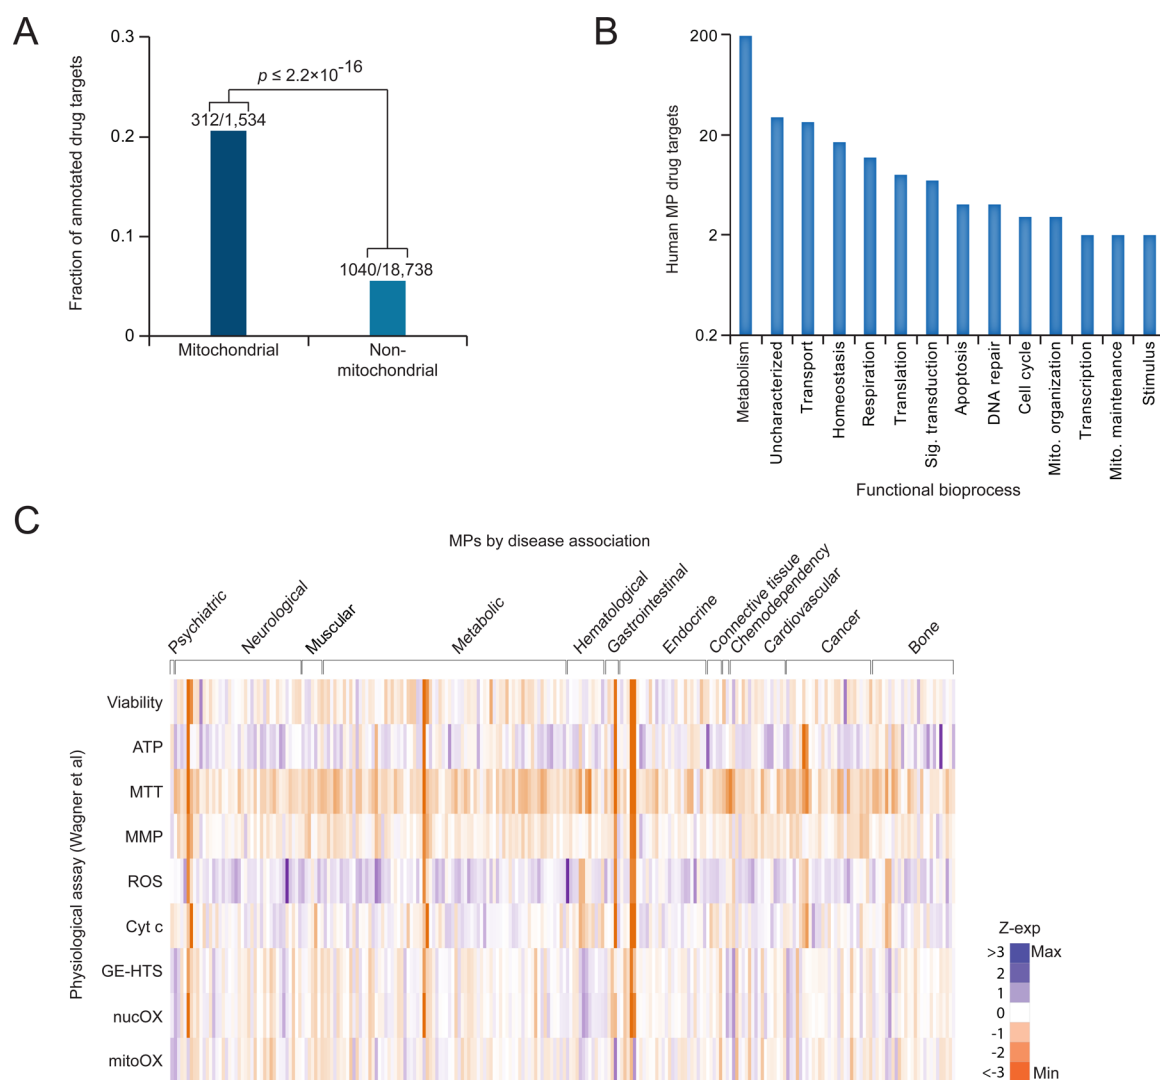 A
Fraction of annotated drug targets
0.3
0.2
0.1
0
p ≤ 2.2×10-16
312/1,534
1040/18,738
Mitochondrial
Non-
mitochondrial
B
Human MP drug targets
200
20
2
0.2
Metabolism
Uncharacterized
Transport
Homeostasis
Respiration
Translation
Sig. transduction
Apoptosis
DNA repair
Cell cycle
Mito. organization
Transcription
Mito. maintenance
Stimulus
Functional bioprocess
C
MPs by disease association
Psychiatric
Neurological
Muscular
Metabolic
Hematological
Gastrointestinal
Endocrine
Connective tissue
Chemodependency
Cardiovascular
Cancer
Bone
Physiological assay (Wagner et al)
Viability
ATP
MTT
MMP
ROS
Cyt c
GE-HTS
nucOX
mitoOX
Z-exp
>3 Max
2
1
0
-1
-2
<-3 Min